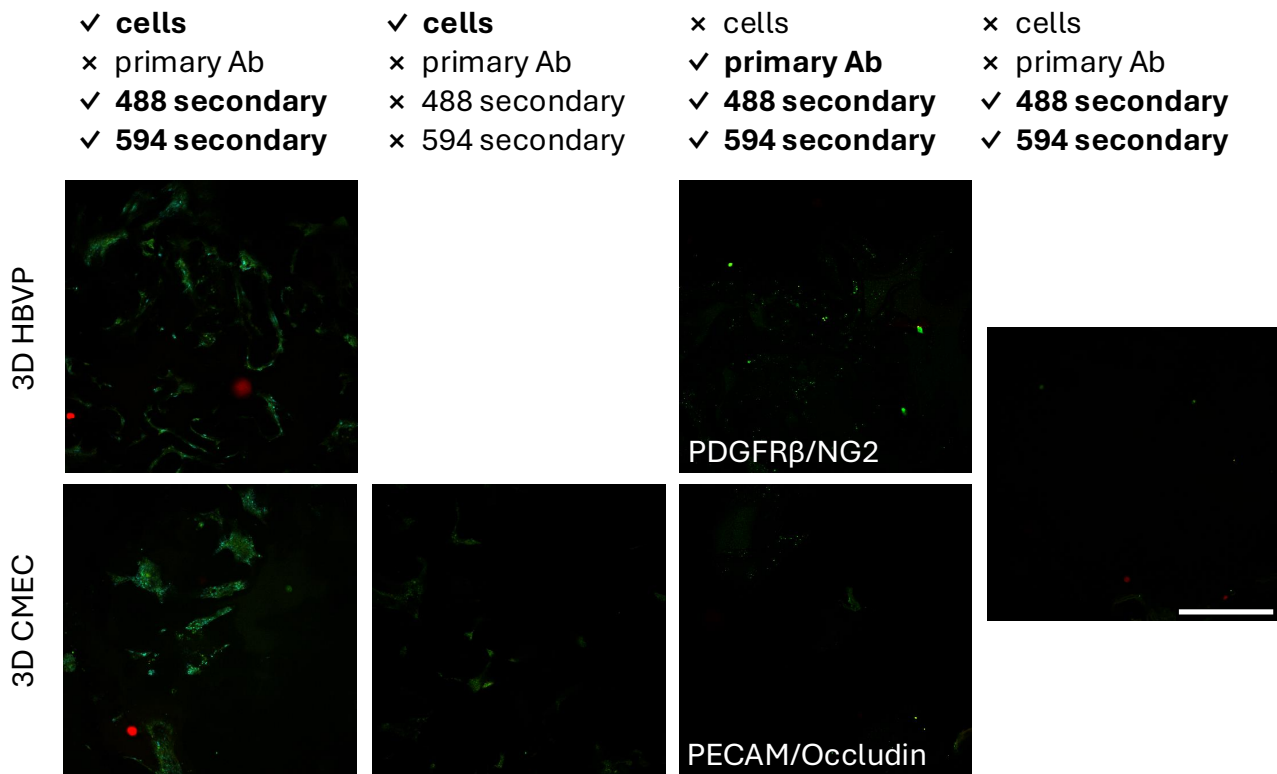 ✓ cells
× primary Ab
✓ 488 secondary
✓ 594 secondary
✓ cells
× primary Ab
× 488 secondary
× 594 secondary
× cells
✓ primary Ab
✓ 488 secondary
✓ 594 secondary
× cells
× primary Ab
✓ 488 secondary
✓ 594 secondary
3D HBVP
PDGFRβ/NG2
3D CMEC
PECAM/Occludin